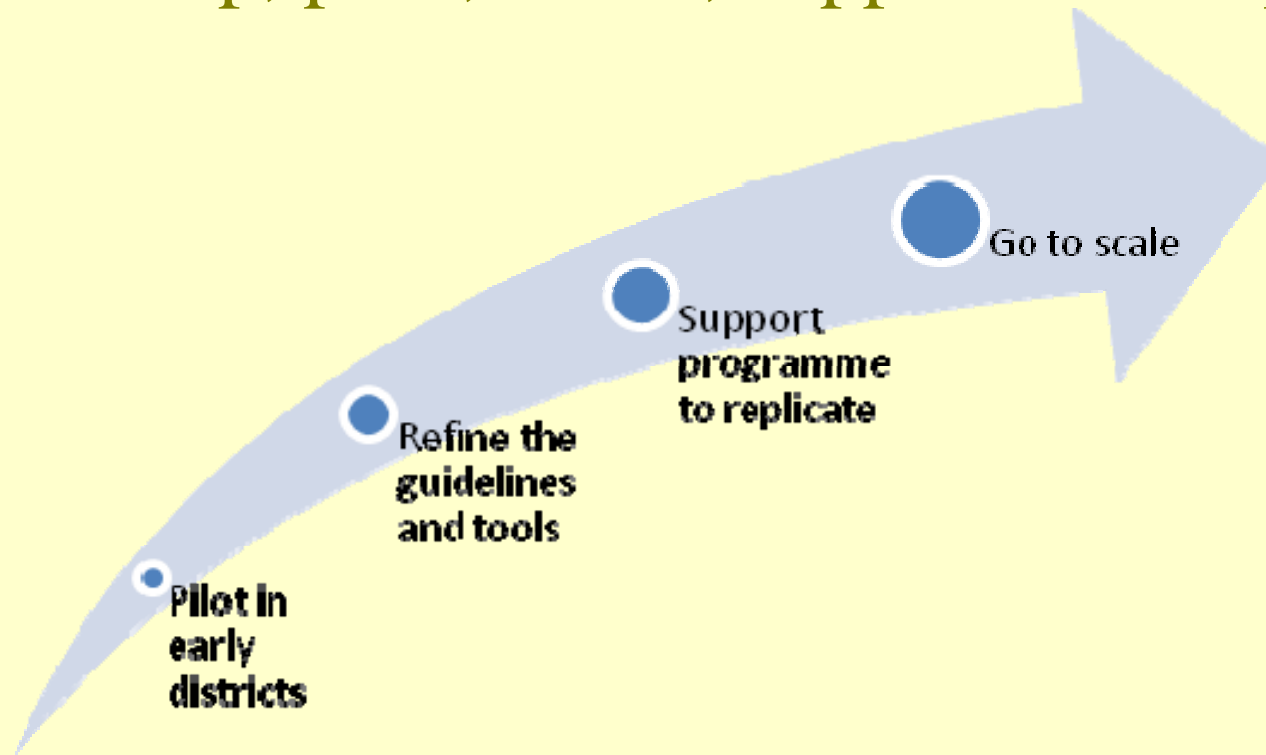 Pilot in
early
districts
Refine the
guidelines
and tools
Support
programme
to replicate
Go to scale